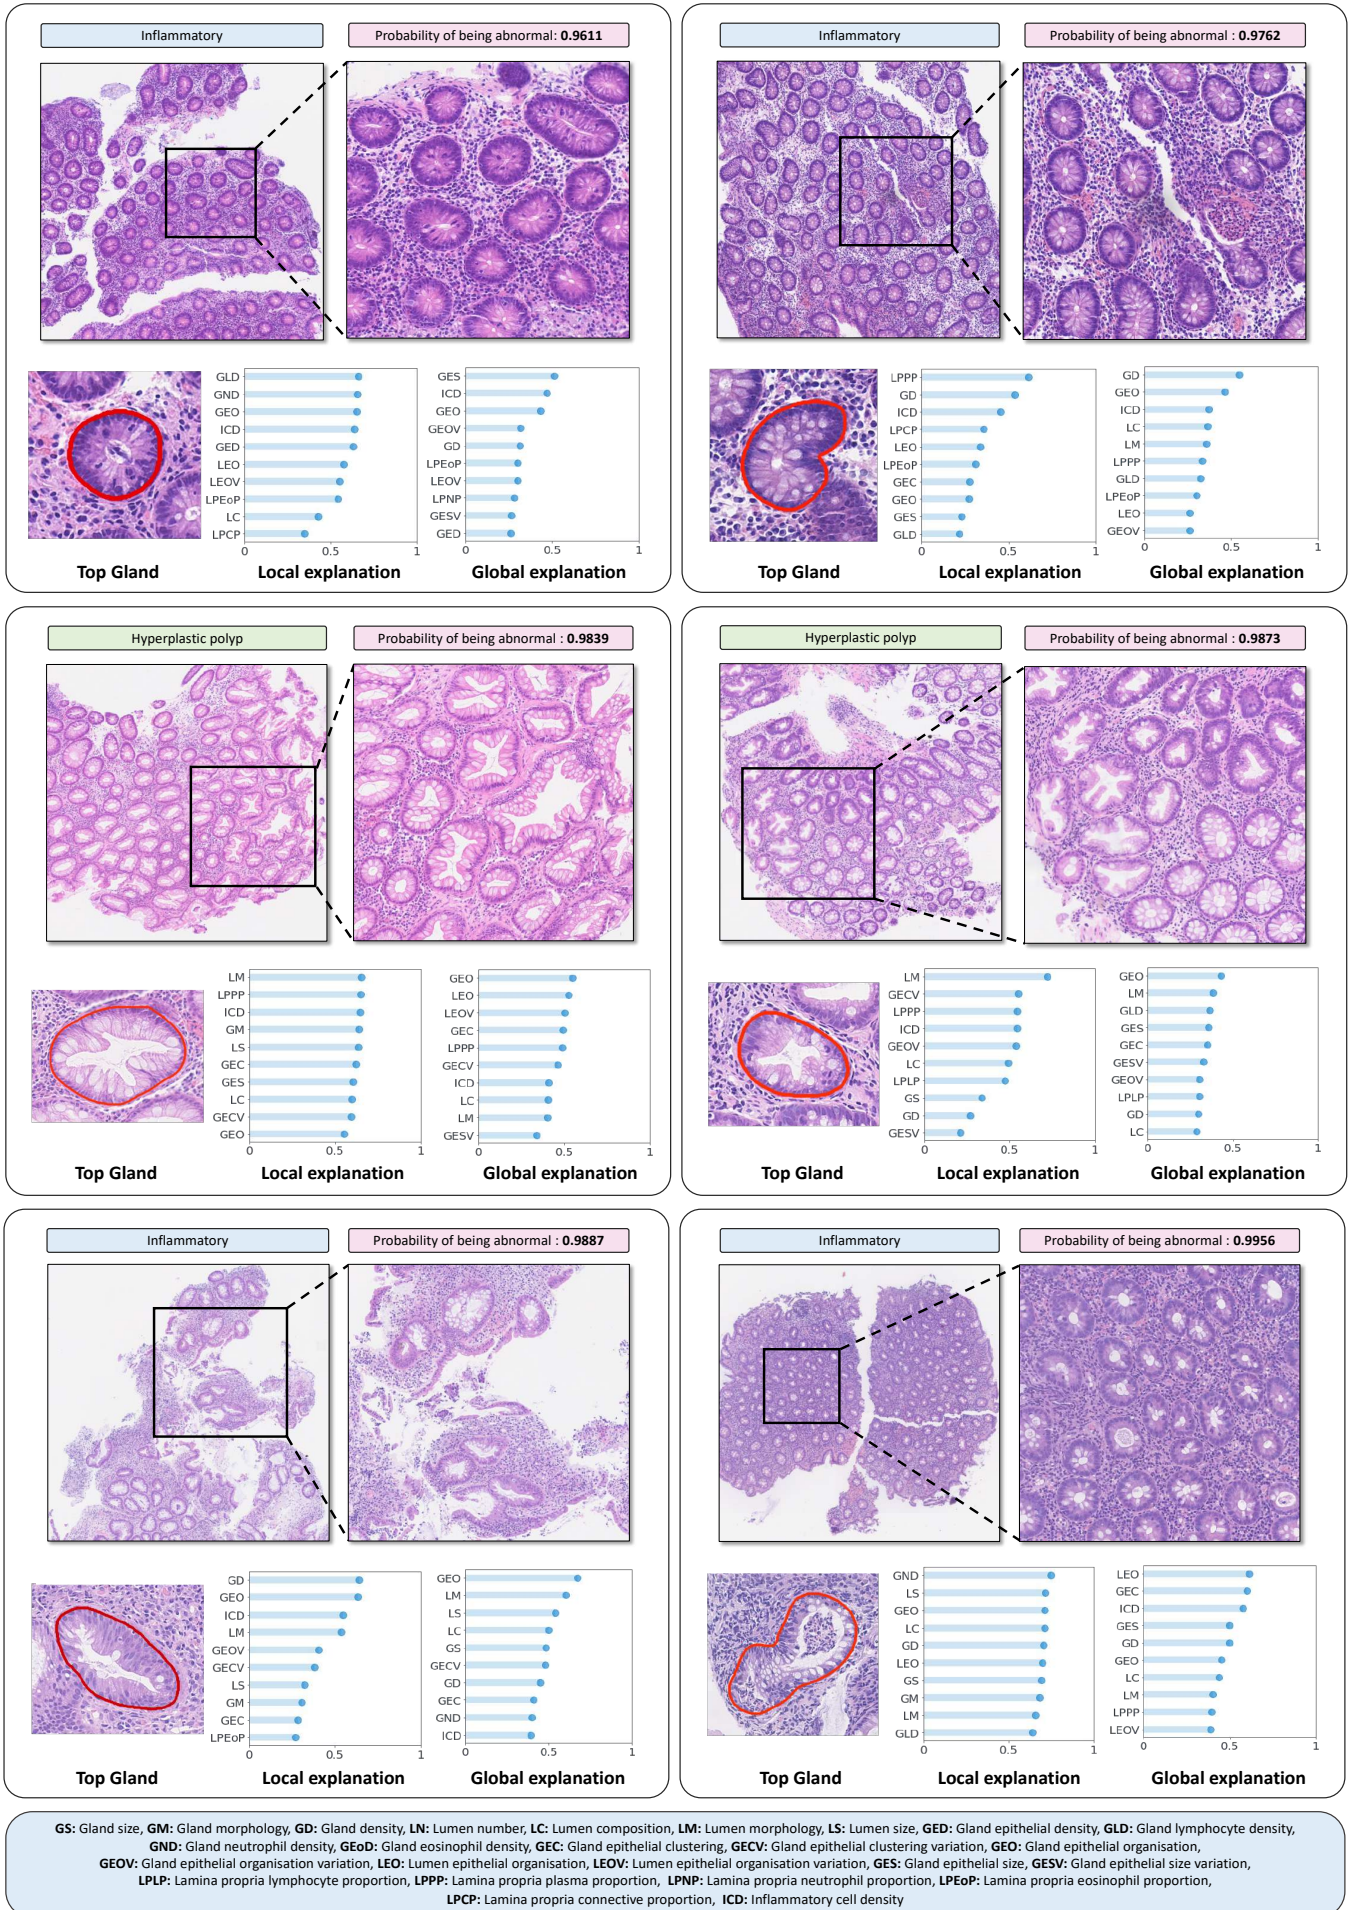 Inflammatory
Probability of being abnormal: 0.9611
GLD
GND
GEO
ICD
GED
LEO
LEOV
LPEoP
LC
LPCP
0 0.5 1
GES
ICD
GEO
GEOV
GD
LPEoP
LEOV
LPNP
GESV
GED
0 0.5 1
Top Gland
Local explanation
Global explanation
Inflammatory
Probability of being abnormal : 0.9762
LPPP
GD
ICD
LPCP
LEO
LPEoP
GEC
GEO
GES
GLD
0 0.5 1
GD
GEO
ICD
LC
LM
LPPP
GLD
LPEoP
LEO
GEOV
0 0.5 1
Top Gland
Local explanation
Global explanation
Hyperplastic polyp
Probability of being abnormal : 0.9839
LM
LPPP
ICD
GM
LS
GEC
GES
LC
GECV
GEO
0 0.5 1
GEO
LEO
LEOV
GEC
LPPP
GECV
ICD
LC
LM
GESV
0 0.5 1
Top Gland
Local explanation
Global explanation
Hyperplastic polyp
Probability of being abnormal : 0.9873
LM
GECV
LPPP
ICD
GEOV
LC
LPLP
GS
GD
GESV
0 0.5 1
GEO
LM
GLD
GES
GEC
GESV
GEOV
LPLP
GD
LC
0 0.5 1
Top Gland
Local explanation
Global explanation
Inflammatory
Probability of being abnormal : 0.9887
GD
GEO
ICD
LM
GEOV
GECV
LS
GM
GEC
LPEoP
0 0.5 1
GEO
LM
LS
LC
GS
GECV
GD
GEC
GND
ICD
0 0.5 1
Top Gland
Local explanation
Global explanation
Inflammatory
Probability of being abnormal : 0.9956
GND
LS
GEO
LC
GD
LEO
GS
GM
LM
GLD
0 0.5 1
LEO
GEC
ICD
GES
GD
GEO
LC
LM
LPPP
LEOV
0 0.5 1
Top Gland
Local explanation
Global explanation
GS: Gland size, GM: Gland morphology, GD: Gland density, LN: Lumen number, LC: Lumen composition, LM: Lumen morphology, LS: Lumen size, GED: Gland epithelial density, GLD: Gland lymphocyte density,
GND: Gland neutrophil density, GEoD: Gland eosinophil density, GEC: Gland epithelial clustering, GECV: Gland epithelial clustering variation, GEO: Gland epithelial organisation,
GEOV: Gland epithelial organisation variation, LEO: Lumen epithelial organisation, LEOV: Lumen epithelial organisation variation, GES: Gland epithelial size, GESV: Gland epithelial size variation,
LPLP: Lamina propria lymphocyte proportion, LPPP: Lamina propria plasma proportion, LPNP: Lamina propria neutrophil proportion, LPEoP: Lamina propria eosinophil proportion,
LPCP: Lamina propria connective proportion, ICD: Inflammatory cell density